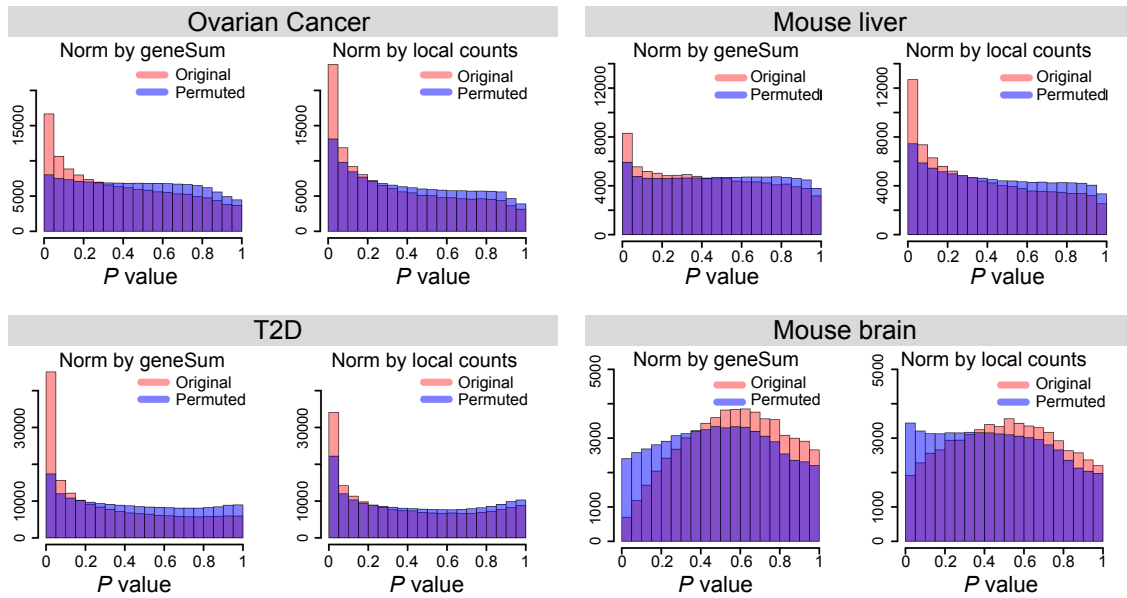 Ovarian Cancer
Norm by geneSum
Original
Permuted
0 5000 15000
0 0.2 0.4 0.6 0.8 1
P value
Norm by local counts
Original
Permuted
0 5000 15000
0 0.2 0.4 0.6 0.8 1
P value
Mouse liver
Norm by geneSum
Original
Permuted
0 4000 8000 12000
0 0.2 0.4 0.6 0.8 1
P value
Norm by local counts
Original
Permuted
0 4000 8000 12000
0 0.2 0.4 0.6 0.8 1
P value
T2D
Norm by geneSum
Original
Permuted
0 10000 30000
0 0.2 0.4 0.6 0.8 1
P value
Norm by local counts
Original
Permuted
0 10000 30000
0 0.2 0.4 0.6 0.8 1
P value
Mouse brain
Norm by geneSum
Original
Permuted
0 1000 3000 5000
0 0.2 0.4 0.6 0.8 1
P value
Norm by local counts
Original
Permuted
0 1000 3000 5000
0 0.2 0.4 0.6 0.8 1
P value